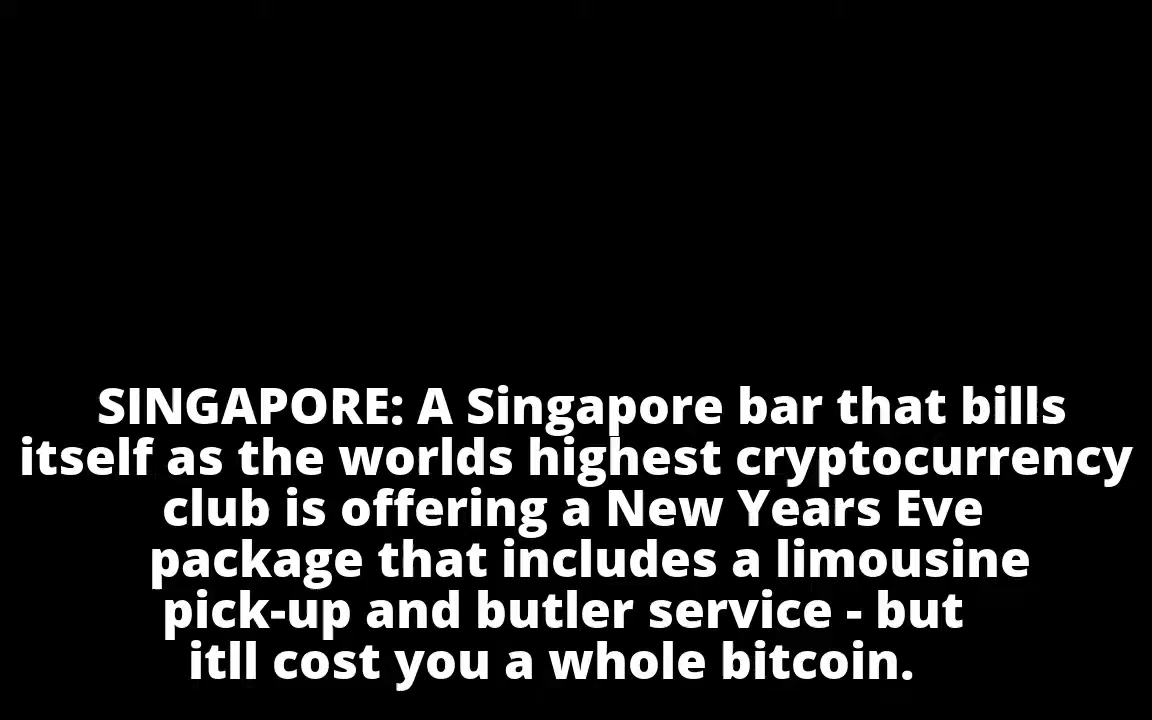 SINGAPORE: A Singapore bar that bills
itself as the worlds highest cryptocurrency
club is offering a New Years Eve
package that includes a limousine
pick-up and butler service - but
itll cost you a whole bitcoin.